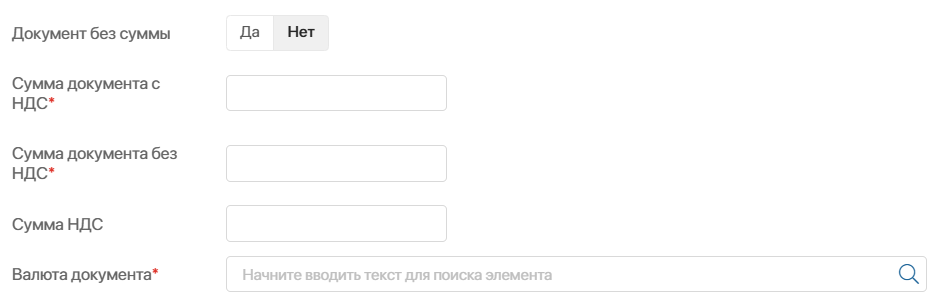 Документ без суммы
Да Нет
Сумма документа с
НДС*
Сумма документа без
НДС*
Сумма НДС
Валюта документа*
Начните вводить текст для поиска элемента